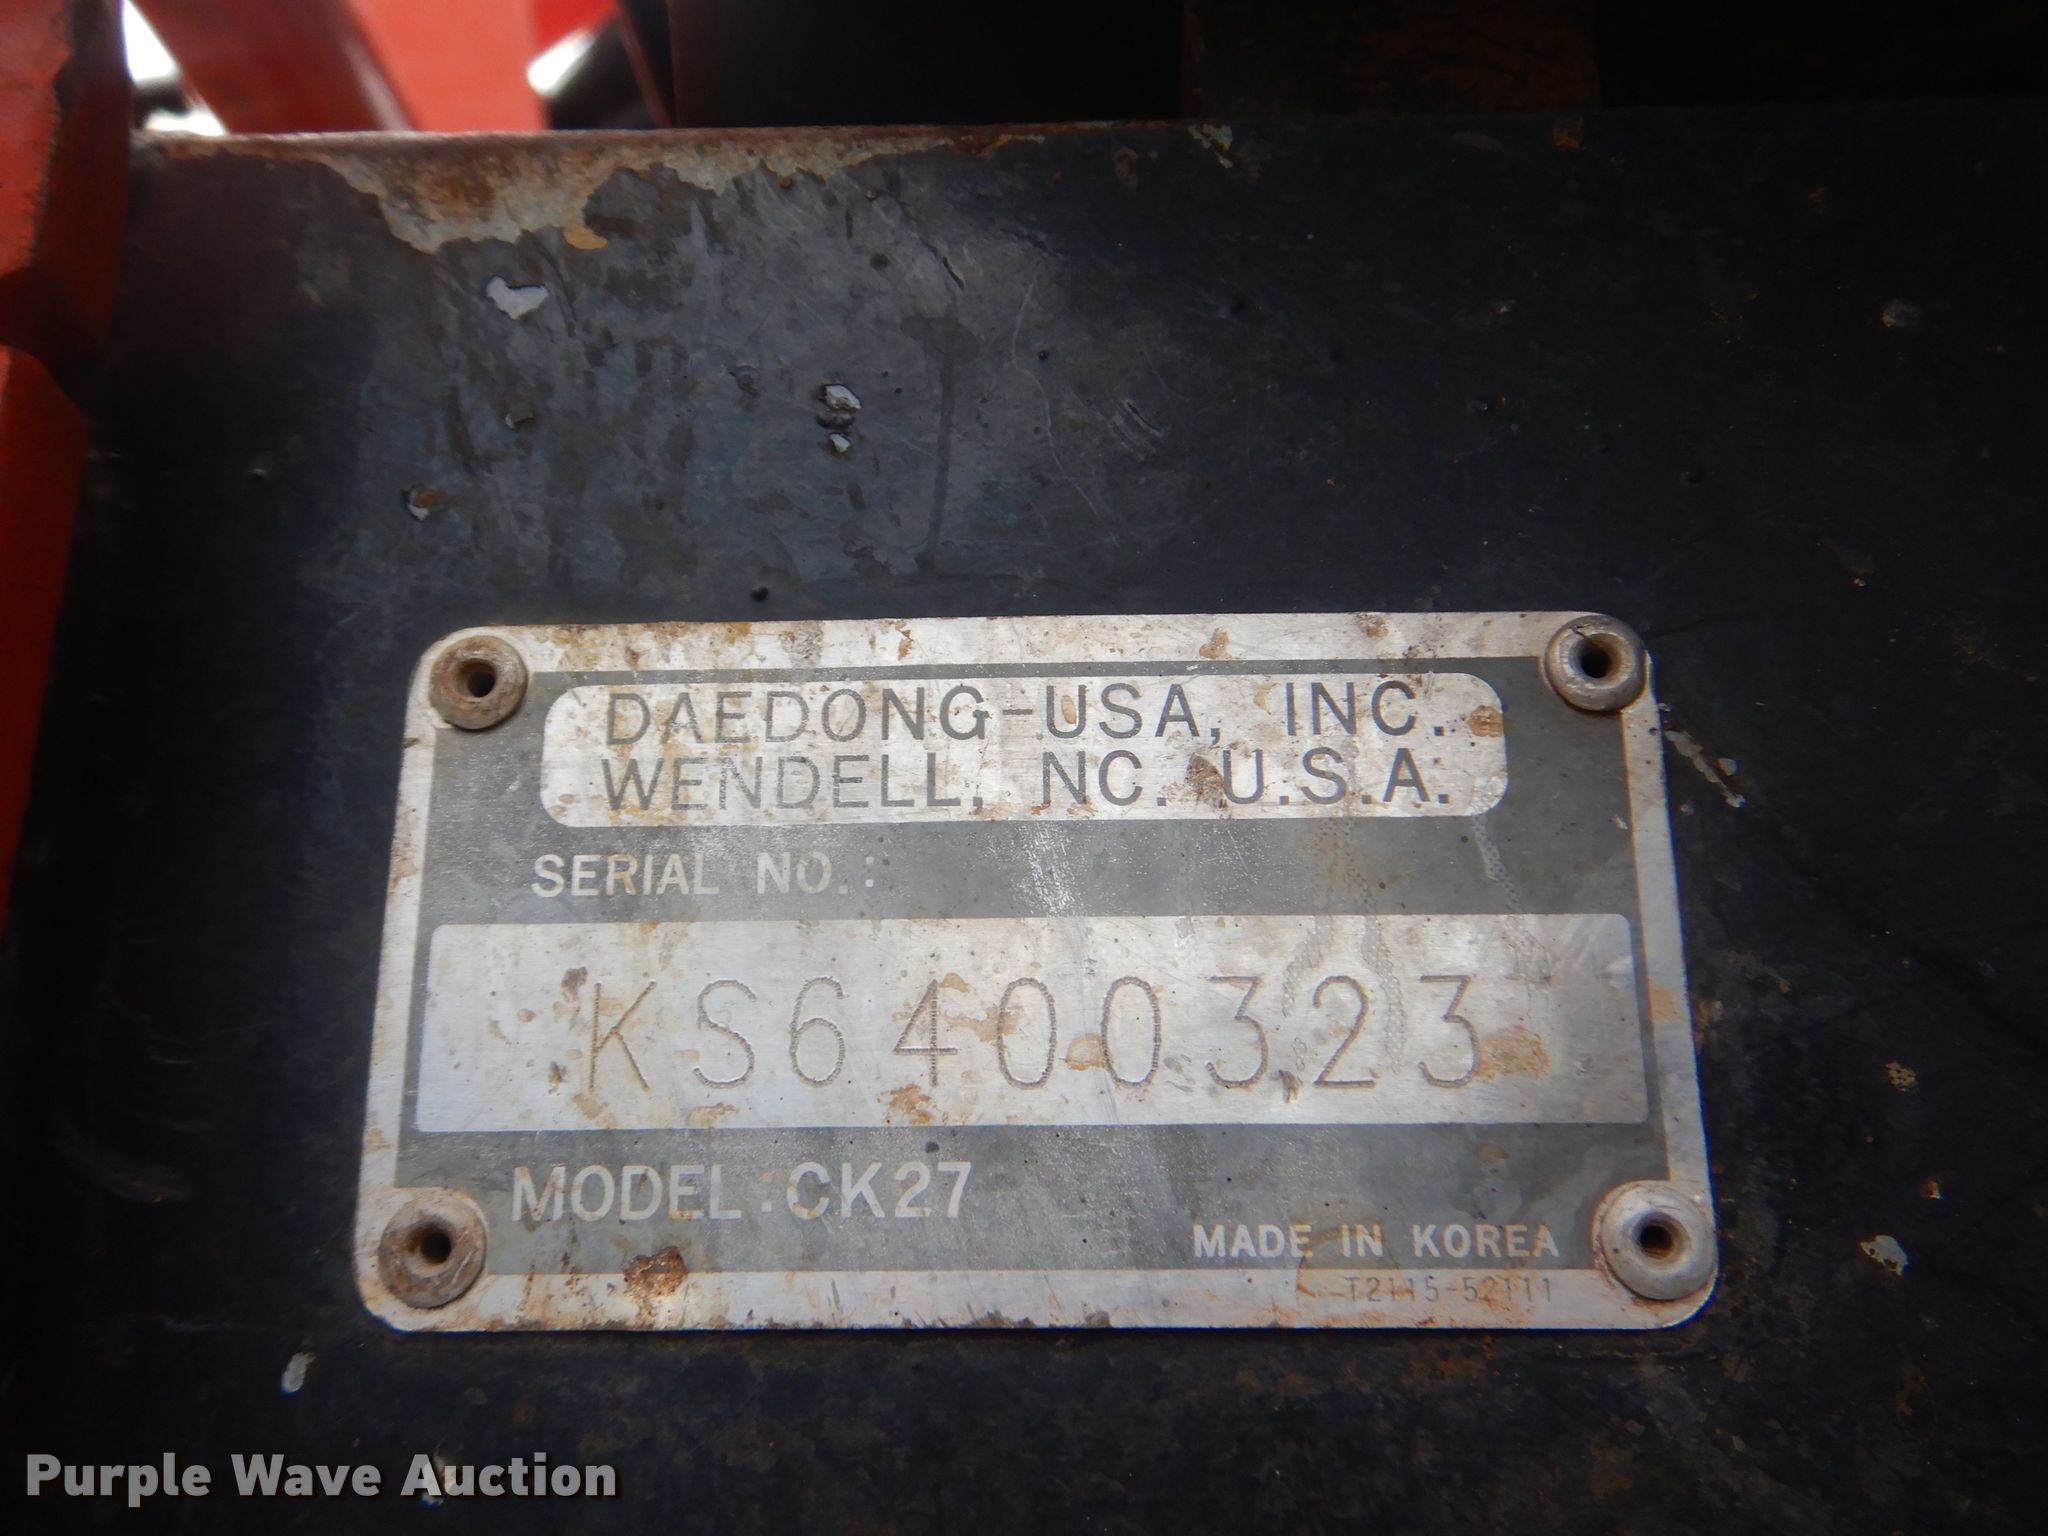 DAEDONG-USA, INC.
WENDELL, NC. U.S.A.
SERIAL NO.:
KS6400323
MODEL:CK27
MADE IN KOREA
T2115-52111
Purple Wave Auction